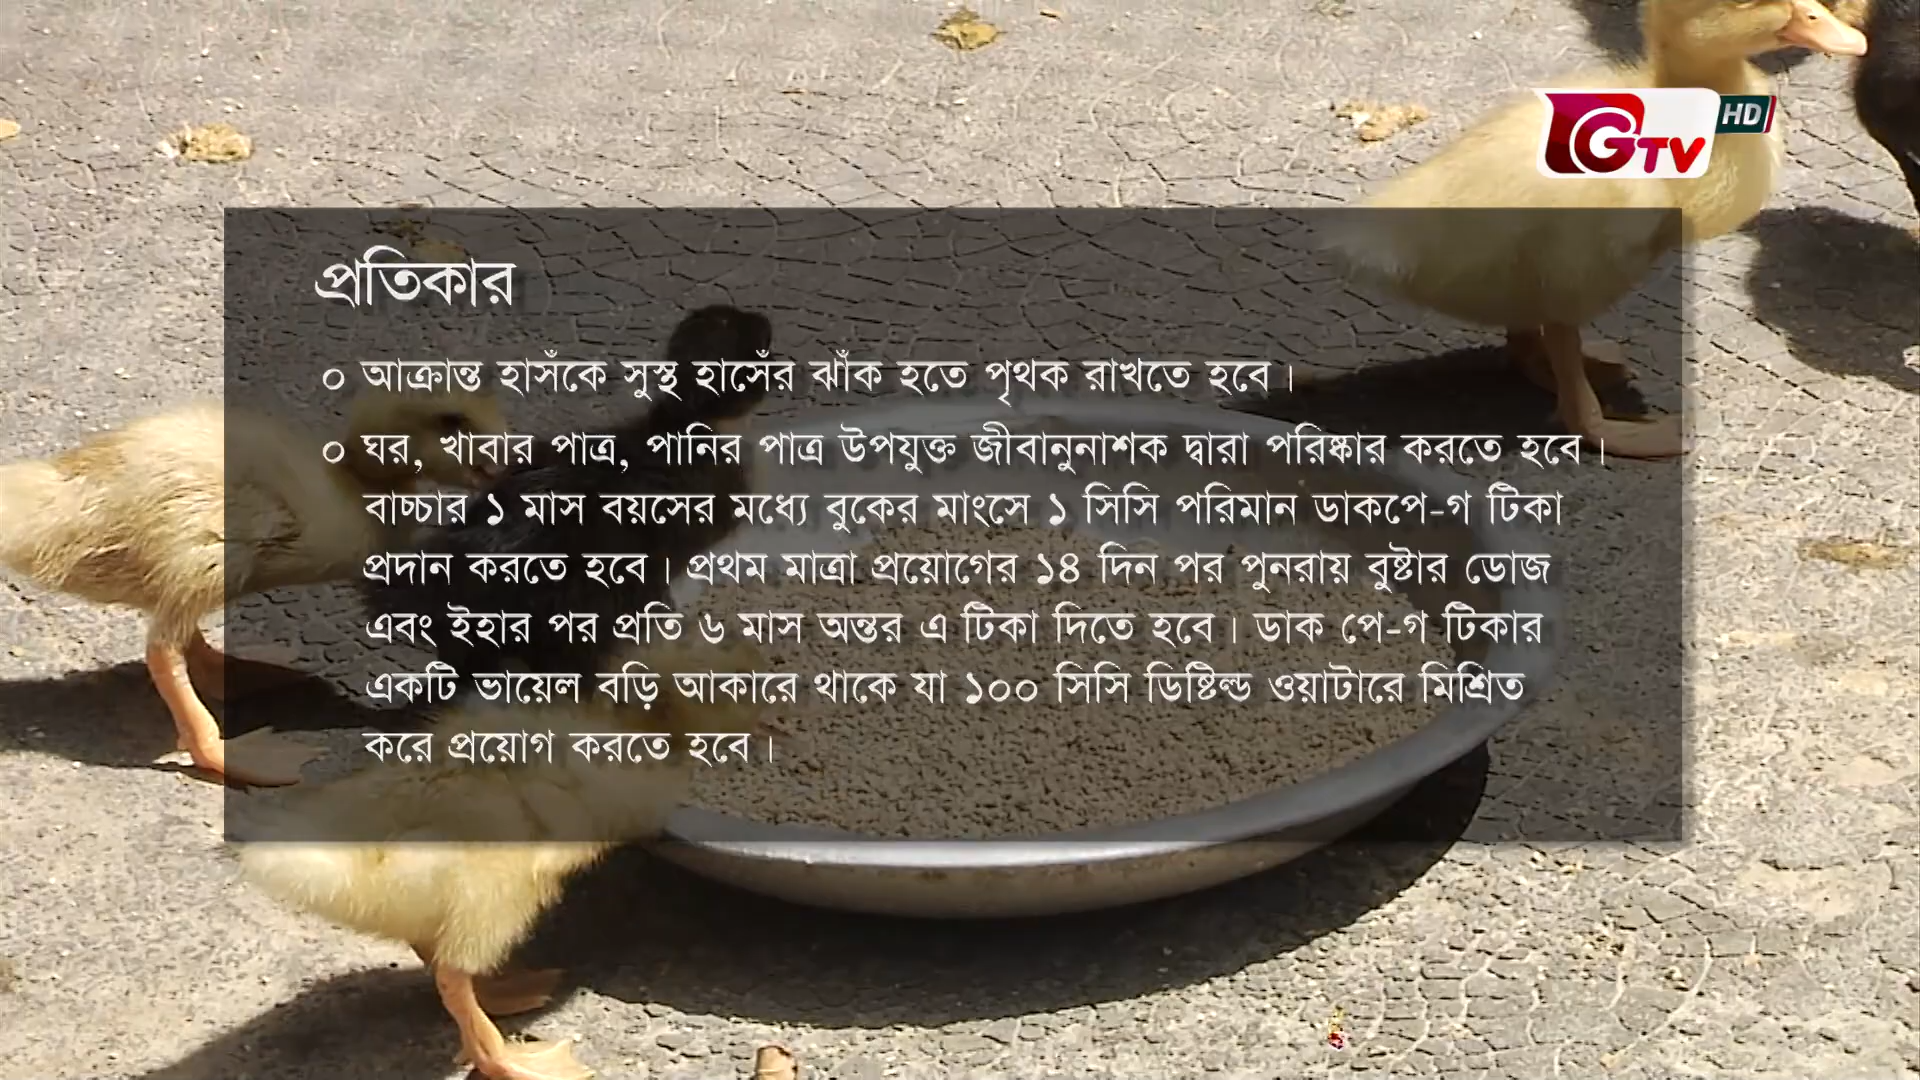 GTV HD
প্রতিকার
০ আক্রান্ত হাসঁকে সুস্থ হাসেঁর ঝাঁক হতে পৃথক রাখতে হবে।
০ ঘর, খাবার পাত্র, পানির পাত্র উপযুক্ত জীবানুনাশক দ্বারা পরিষ্কার করতে হবে।
বাচ্চার ১ মাস বয়সের মধ্যে বুকের মাংসে ১ সিসি পরিমান ডাকপে-গ টিকা
প্রদান করতে হবে। প্রথম মাত্রা প্রয়োগের ১৪ দিন পর পুনরায় বুষ্টার ডোজ
এবং ইহার পর প্রতি ৬ মাস অন্তর এ টিকা দিতে হবে। ডাক পে-গ টিকার
একটি ভায়েল বড়ি আকারে থাকে যা ১০০ সিসি ডিষ্টিল্ড ওয়াটারে মিশ্রিত
করে প্রয়োগ করতে হবে।